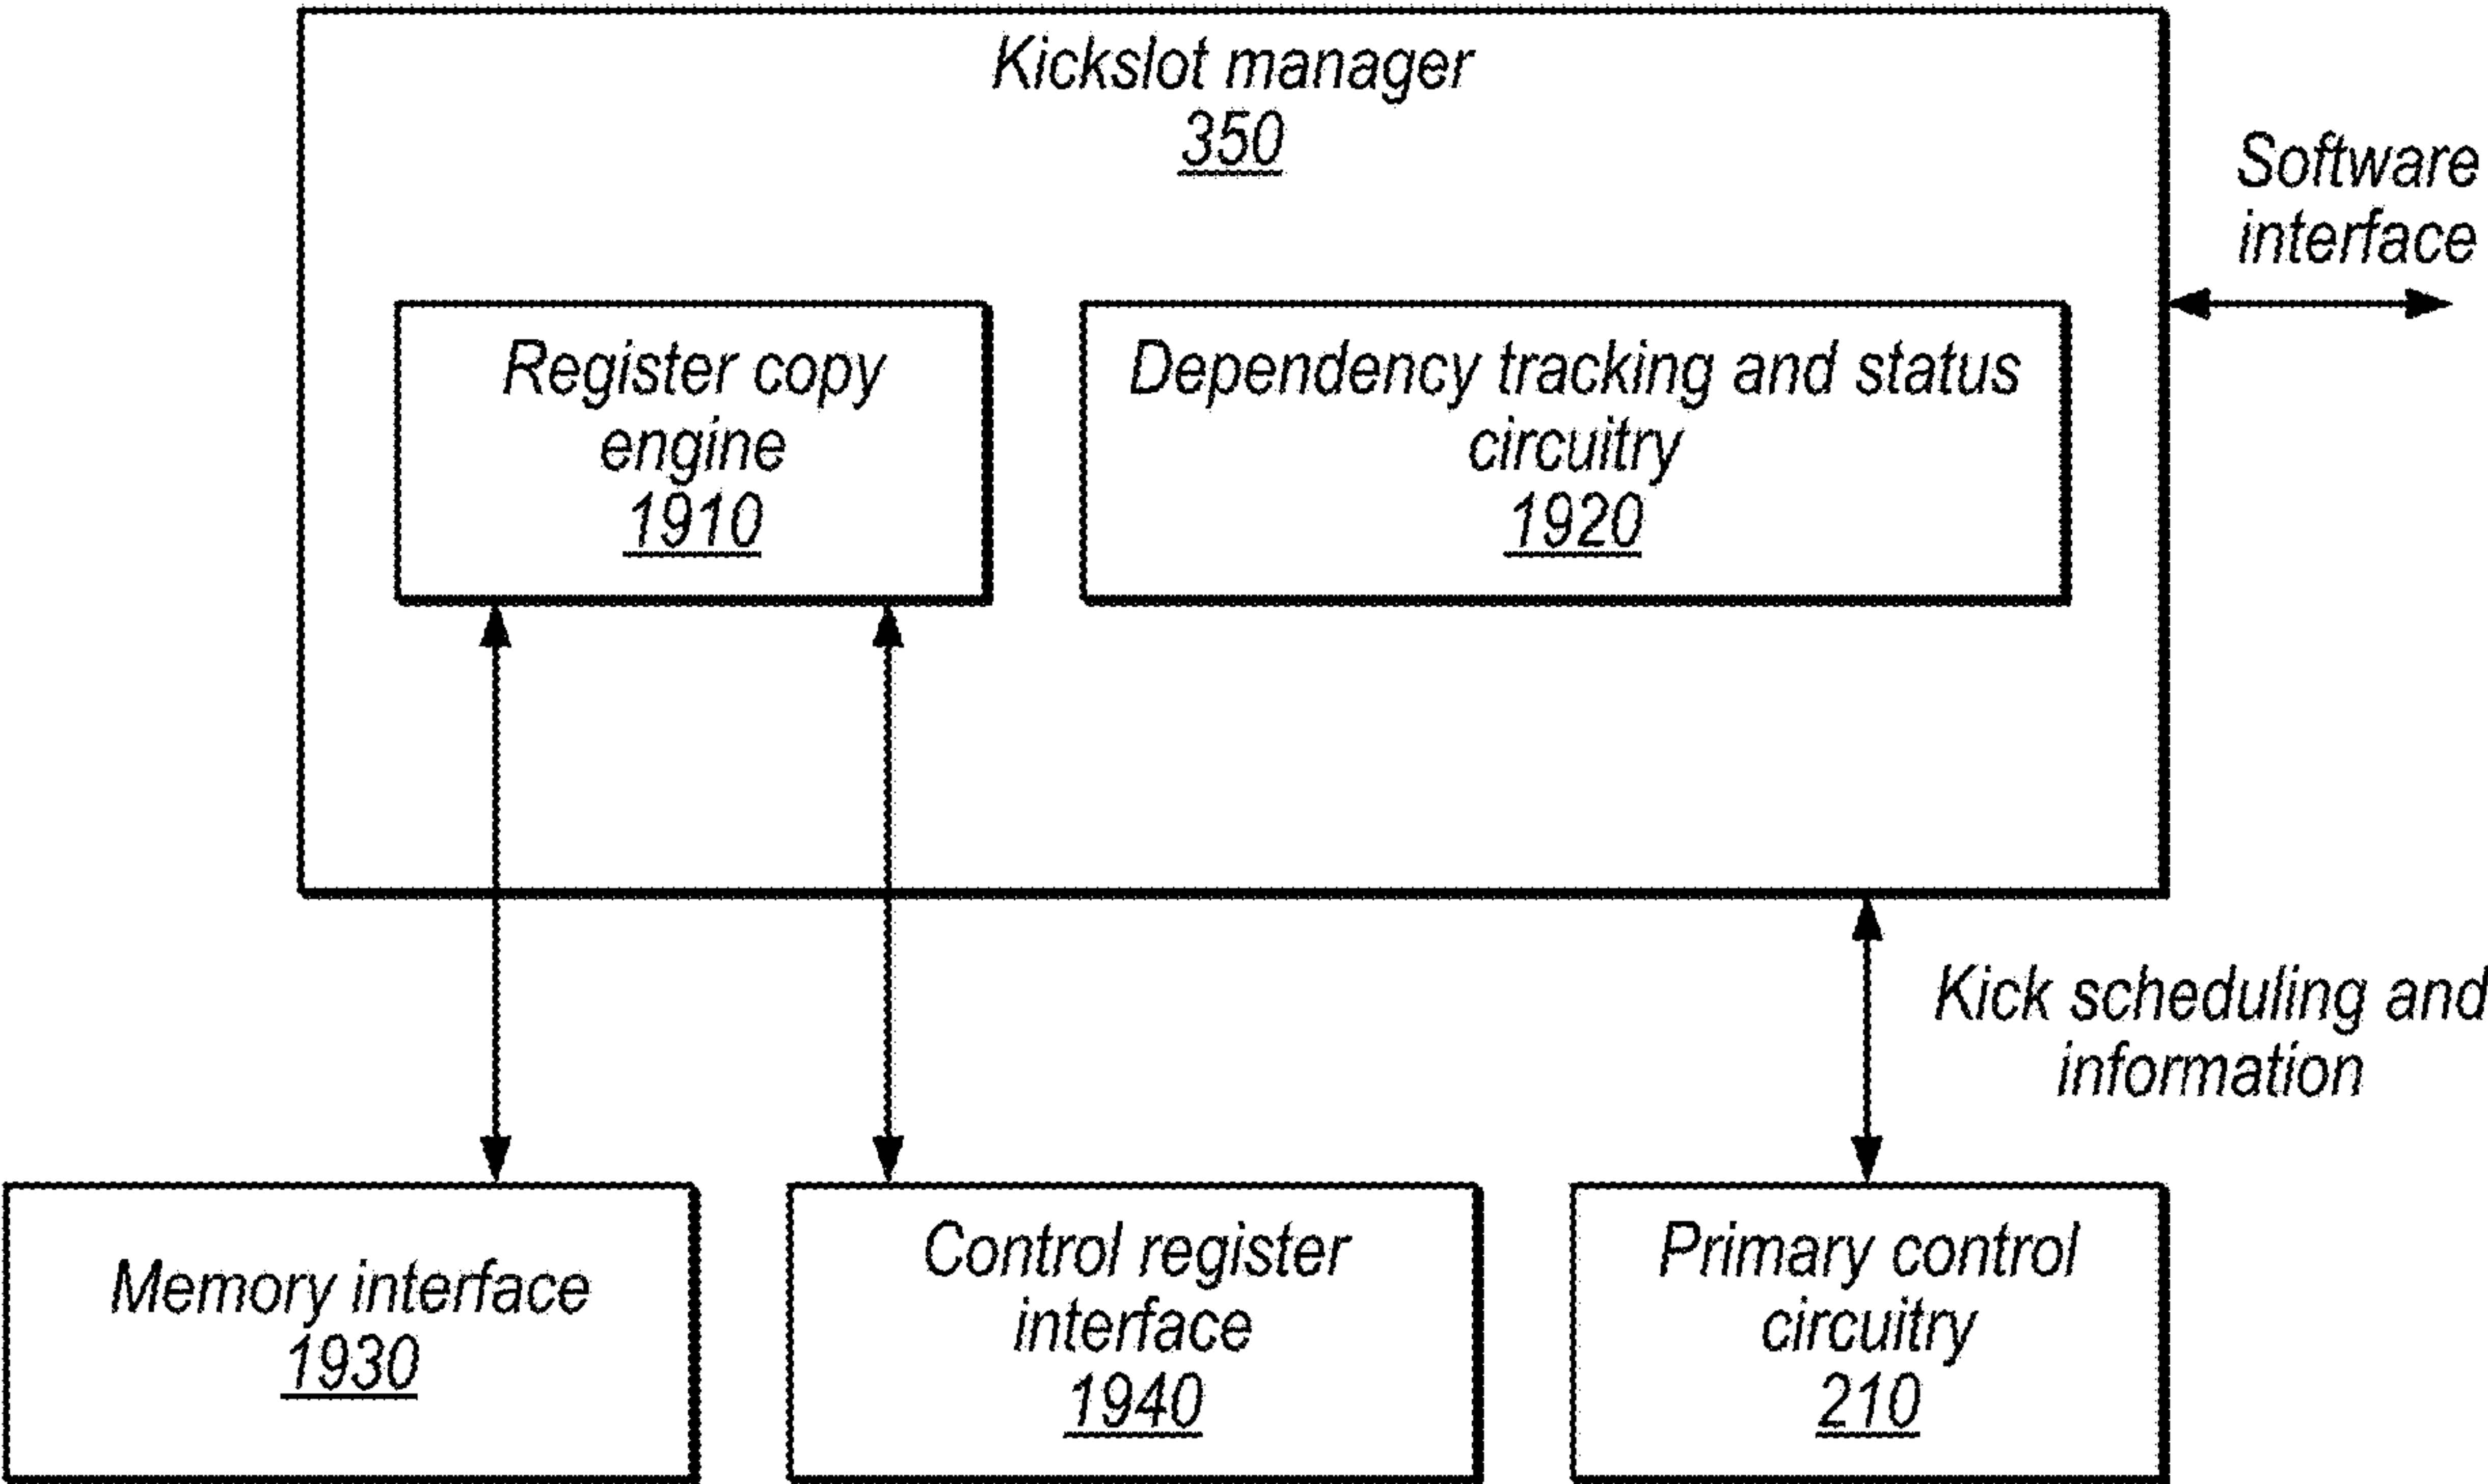 Kickslot manager
350
Software
interface
Register copy
engine
1910
Dependency tracking and status
circuitry
1920
Kick scheduling and
information
Memory interface
1930
Control register
interface
1940
Primary control
circuitry
210